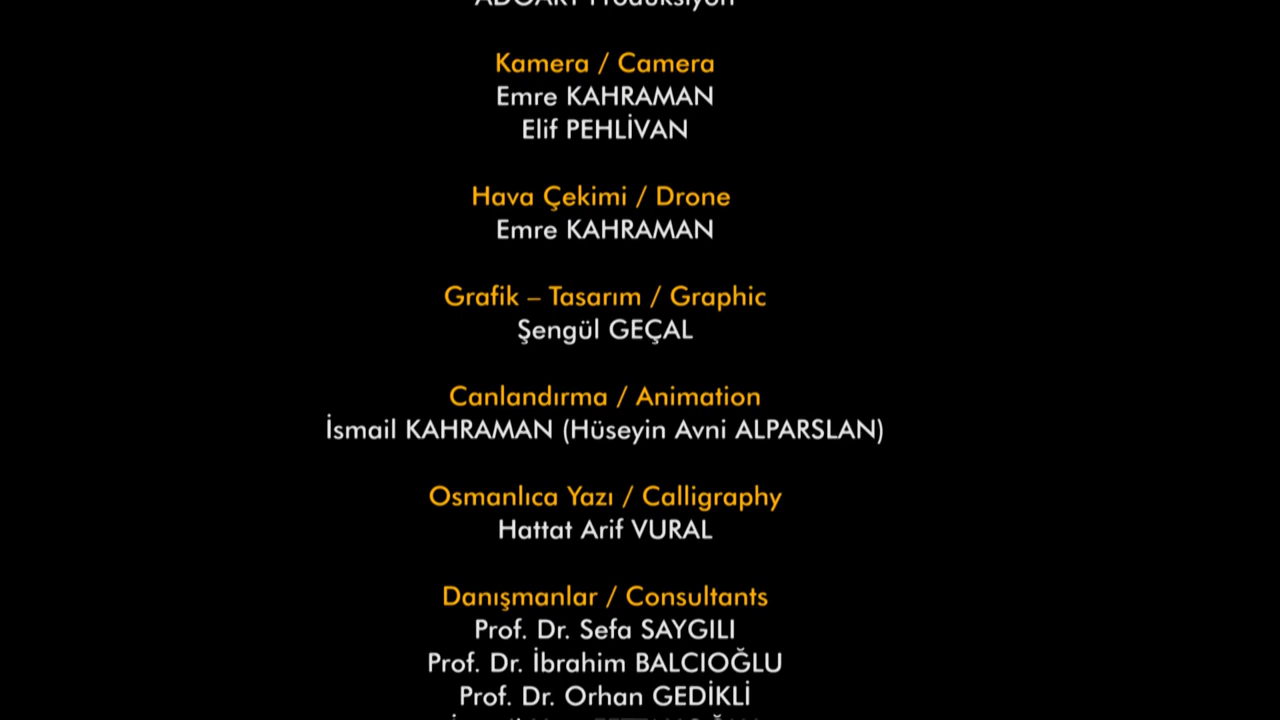 Kamera / Camera
Emre KAHRAMAN
Elif PEHLİVAN
Hava Çekimi / Drone
Emre KAHRAMAN
Grafik – Tasarım / Graphic
Şengül GEÇAL
Canlandırma / Animation
İsmail KAHRAMAN (Hüseyin Avni ALPARSLAN)
Osmanlıca Yazı / Calligraphy
Hattat Arif VURAL
Danışmanlar / Consultants
Prof. Dr. Sefa SAYGILI
Prof. Dr. İbrahim BALCIOĞLU
Prof. Dr. Orhan GEDİKLİ